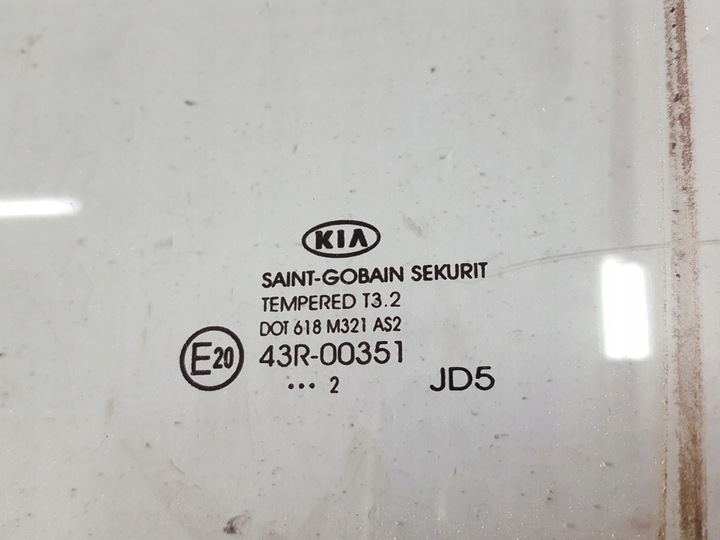 KIA
SAINT-GOBAIN SEKURIT
TEMPERED T3.2
DOT 618 M321 AS2
E20 43R-00351
... 2 JD5